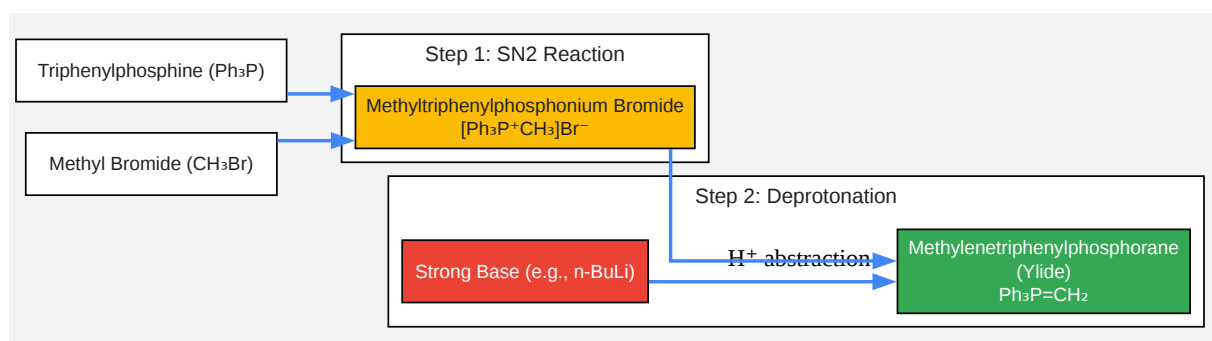 Triphenylphosphine (Ph₃P)
Methyl Bromide (CH₃Br)
Step 1: SN2 Reaction
Methyltriphenylphosphonium Bromide
[Ph₃P⁺CH₃]Br⁻
Step 2: Deprotonation
Strong Base (e.g., n-BuLi)
H⁺ abstraction
Methylenetriphenylphosphorane
(Ylide)
Ph₃P=CH₂